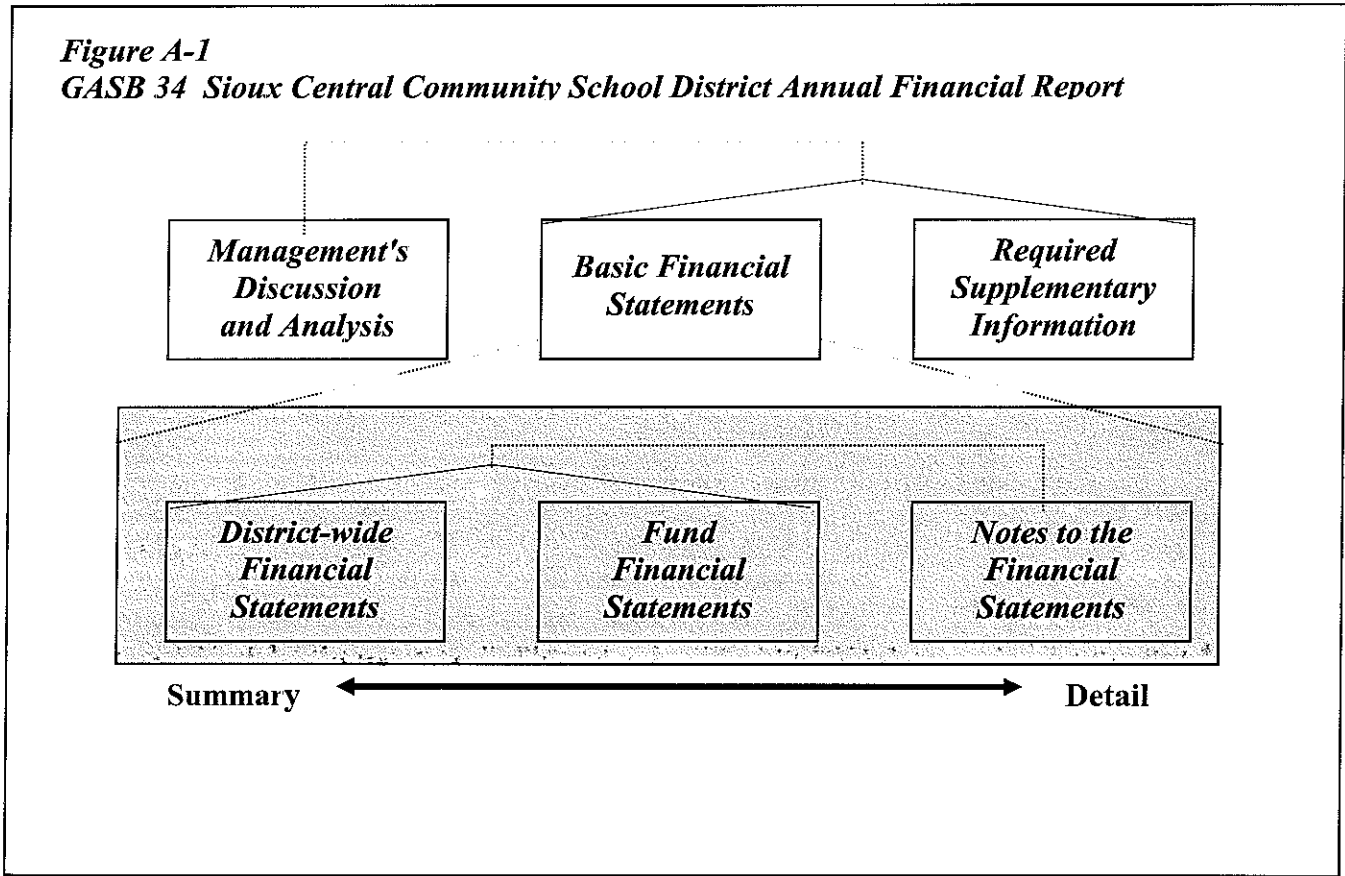 Figure A-1
GASB 34 Sioux Central Community School District Annual Financial Report
Management's
Discussion
and Analysis
Basic Financial
Statements
Required
Supplementary
Information
District-wide
Financial
Statements
Fund
Financial
Statements
Notes to the
Financial
Statements
Summary
Detail